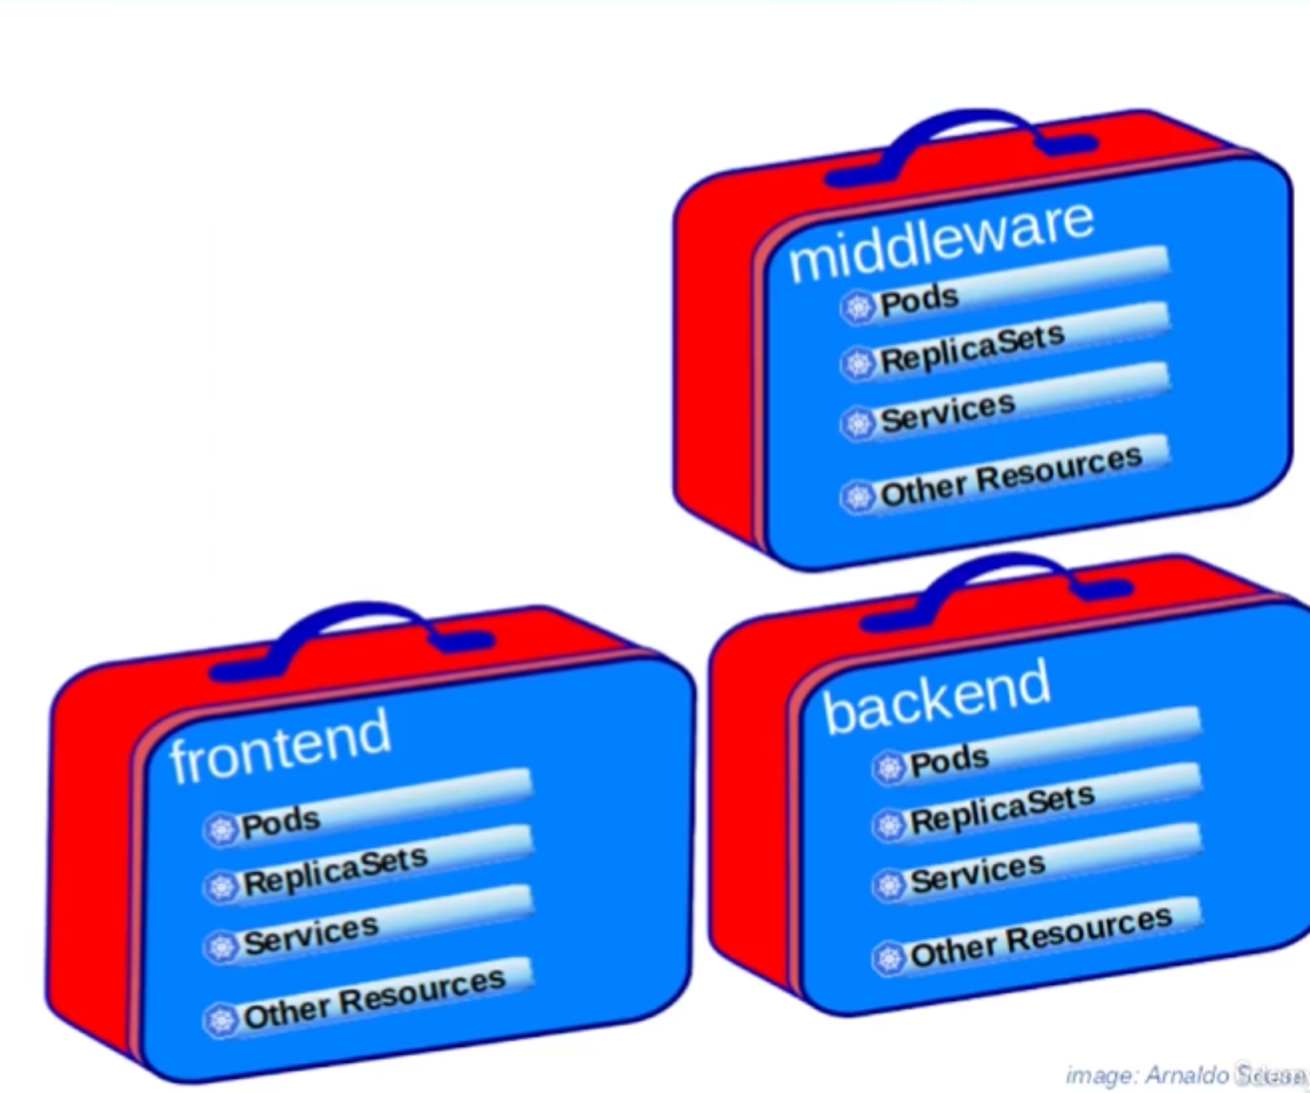 middleware
Pods
ReplicaSets
Services
Other Resources
frontend
Pods
ReplicaSets
Services
Other Resources
backend
Pods
ReplicaSets
Services
Other Resources
image: Arnaldo